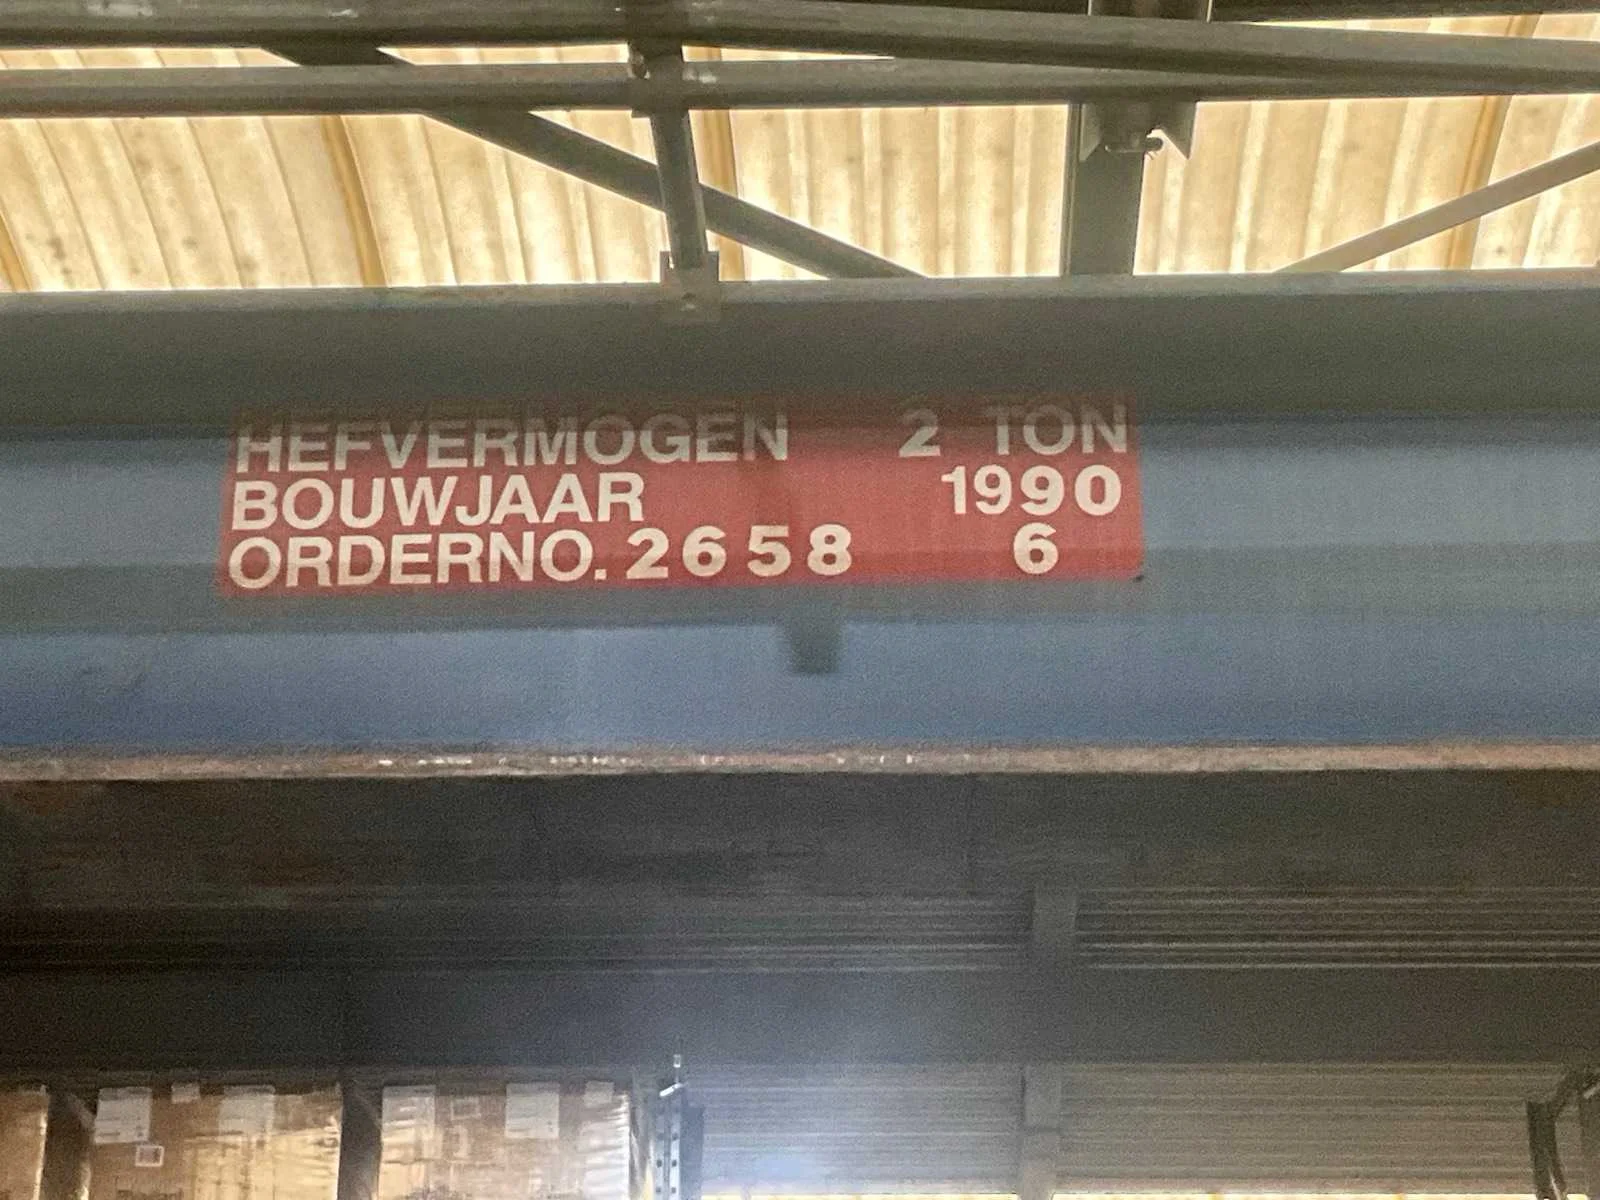 HEFVERMOGEN 2 TON
BOUWJAAR 1990
ORDERNO. 2658 6